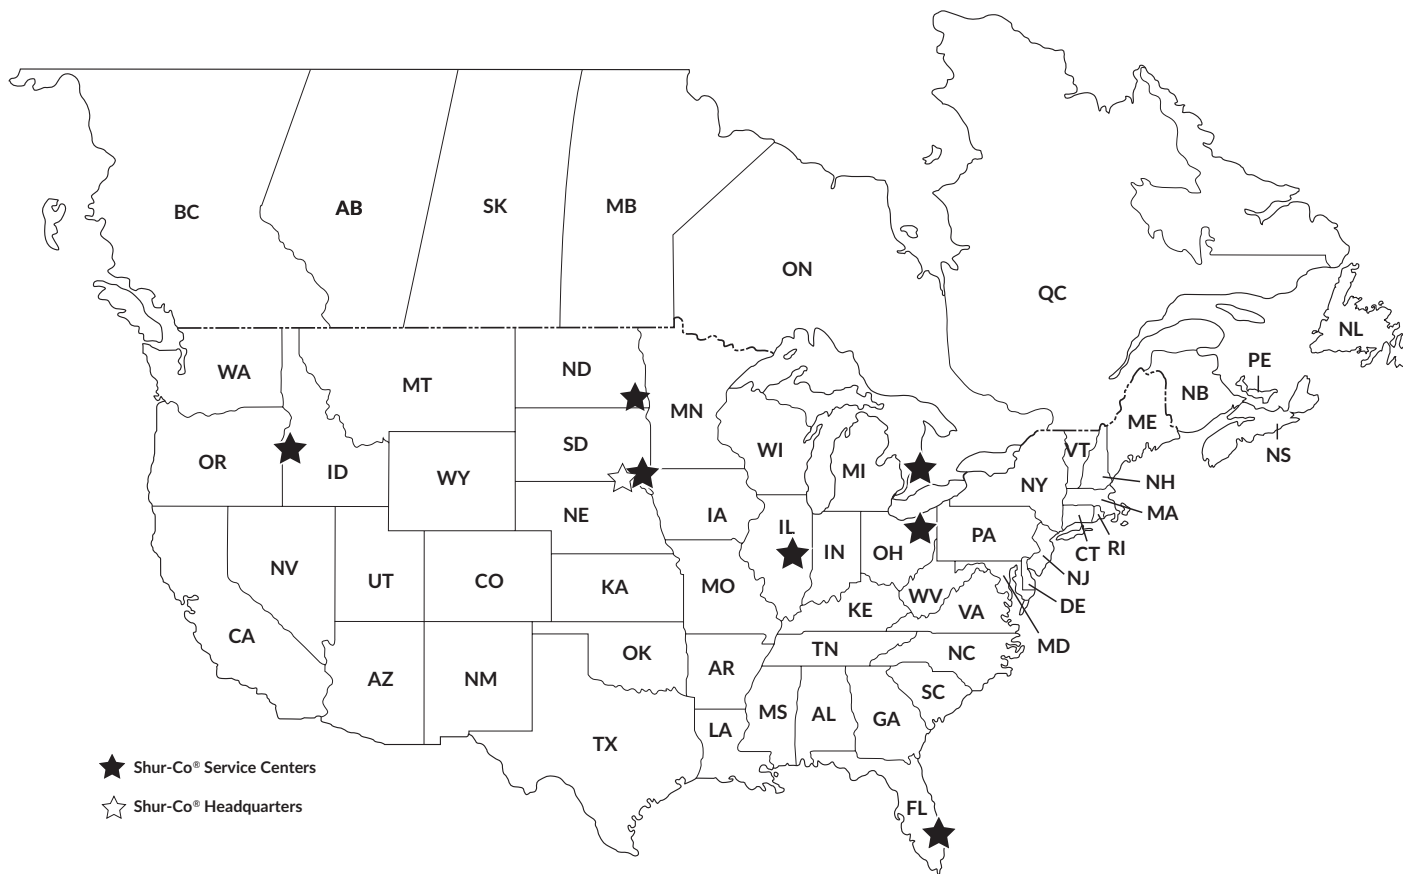 BC
AB
SK
MB
ON
QC
NL
PE
NB
NS
WA
MT
ND
MN
ME
VT
NH
MA
OR
ID
WY
SD
WI
MI
NY
CT
RI
NE
IA
IL
IN
OH
PA
NJ
DE
MD
NV
UT
CO
KA
MO
KE
WV
VA
CA
AZ
NM
OK
AR
TN
NC
SC
TX
LA
MS
AL
GA
FL
Shur-Co® Service Centers
Shur-Co® Headquarters